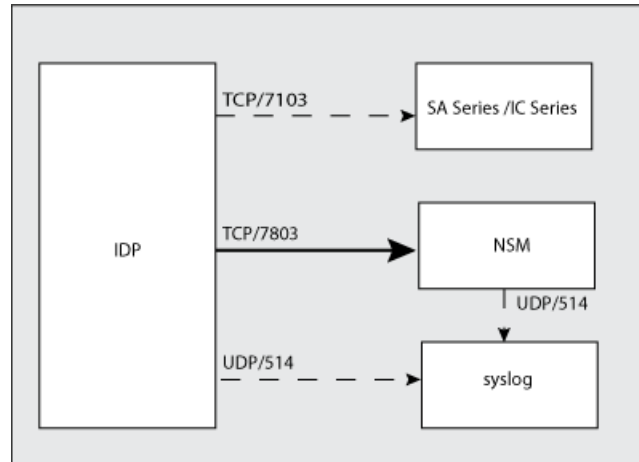 TCP/7103
SA Series /IC Series
IDP
TCP/7803
NSM
UDP/514
UDP/514
syslog